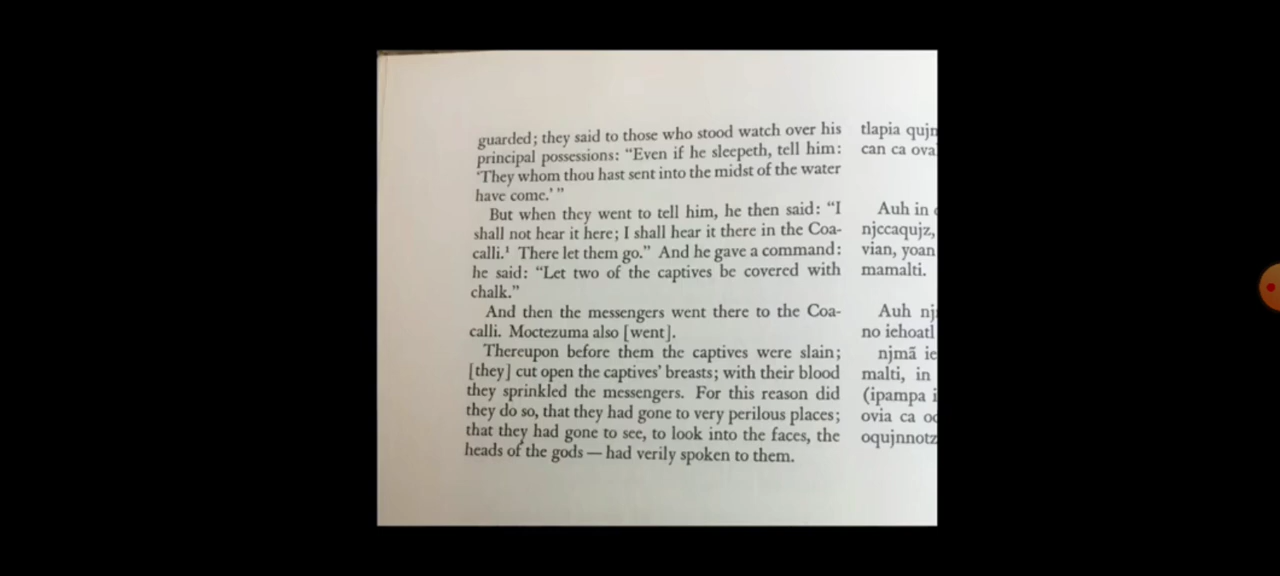 guarded; they said to those who stood watch over his
principal possessions: "Even if he sleepeth, tell him:
'They whom thou hast sent into the midst of the water
have come.' "
But when they went to tell him, he then said: "I
shall not hear it here; I shall hear it there in the Coa-
calli.¹ There let them go." And he gave a command:
he said: "Let two of the captives be covered with
chalk."
And then the messengers went there to the Coa-
calli. Moctezuma also [went].
Thereupon before them the captives were slain;
[they] cut open the captives' breasts; with their blood
they sprinkled the messengers. For this reason did
they do so, that they had gone to very perilous places;
that they had gone to see, to look into the faces, the
heads of the gods — had verily spoken to them.
tlapia
can ca
Auh in
njccaqujz,
vian, yoan
mamalti.
Auh
no iehoatl
njmã ie
malti, in
(ipampa
ovia ca